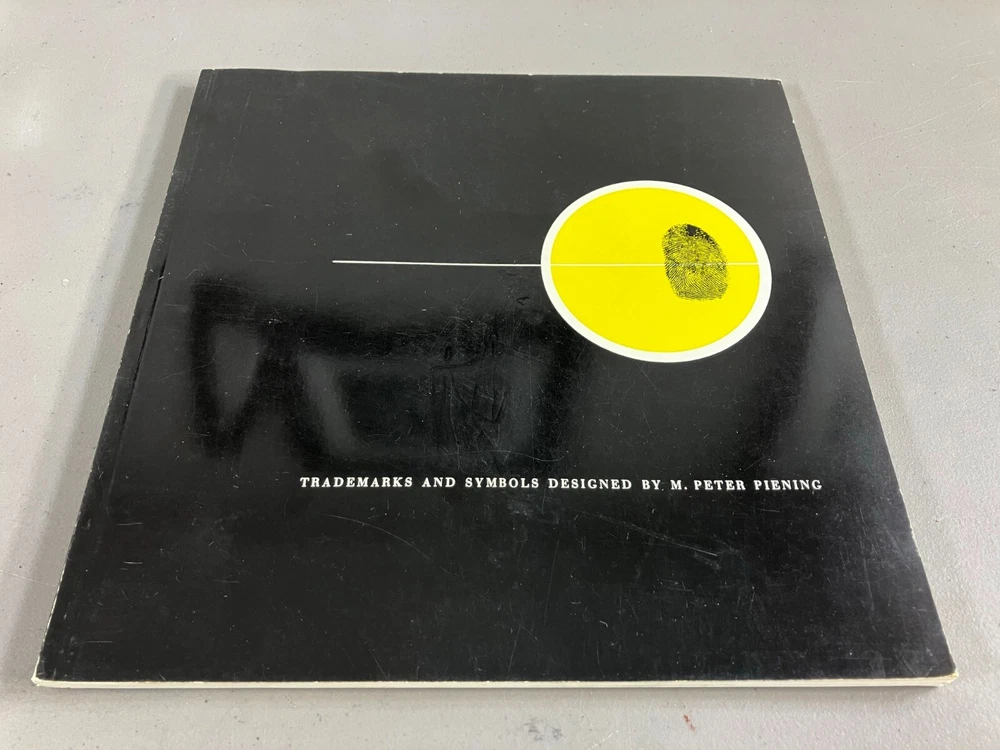 TRADEMARKS AND SYMBOLS DESIGNED BY M. PETER PIENING